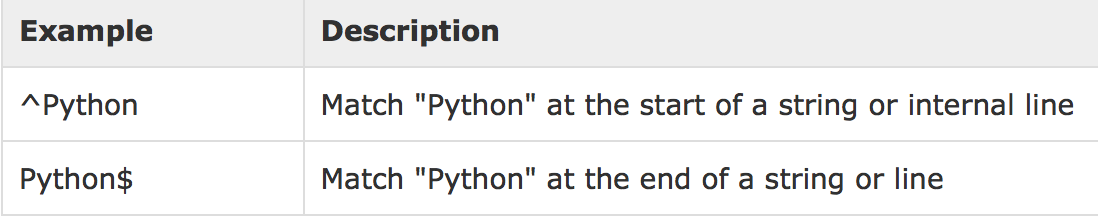 Example Description
^Python Match "Python" at the start of a string or internal line
Python$ Match "Python" at the end of a string or line